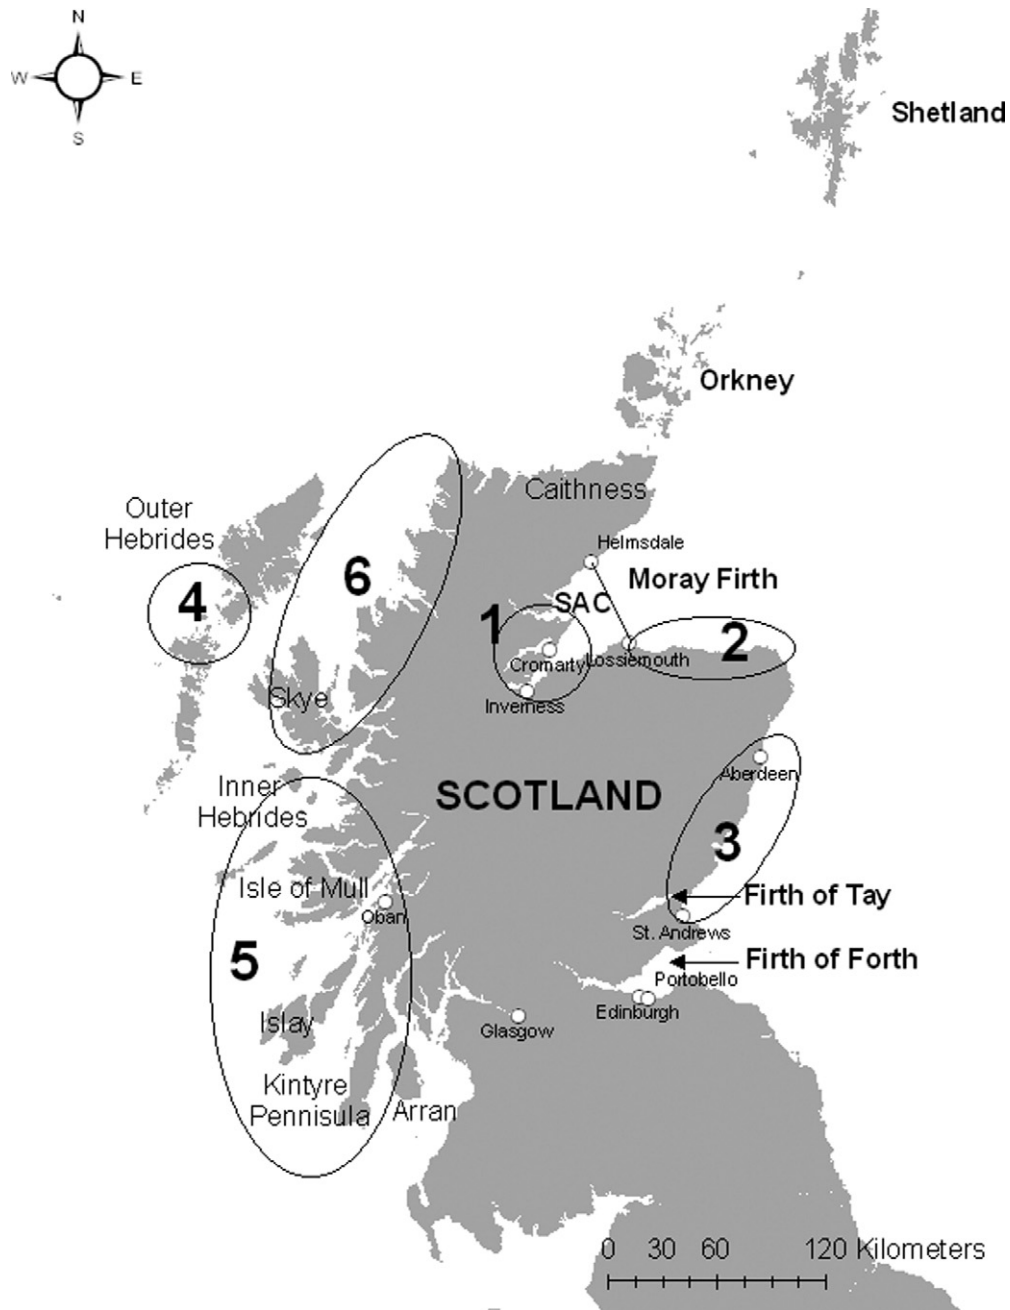 N
W E
S
Shetland
Orkney
Caithness
Outer
Hebrides
Helmsdale
Moray Firth
6
4
SAC
1
2
Cromarty
Lossiemouth
Skye
Inverness
Aberdeen
Inner
Hebrides
SCOTLAND
3
Isle of Mull
Firth of Tay
Oban
St. Andrews
5
Firth of Forth
Portobello
Edinburgh
Islay
Glasgow
Kintyre
Pennisula
Arran
0 30 60 120 Kilometers